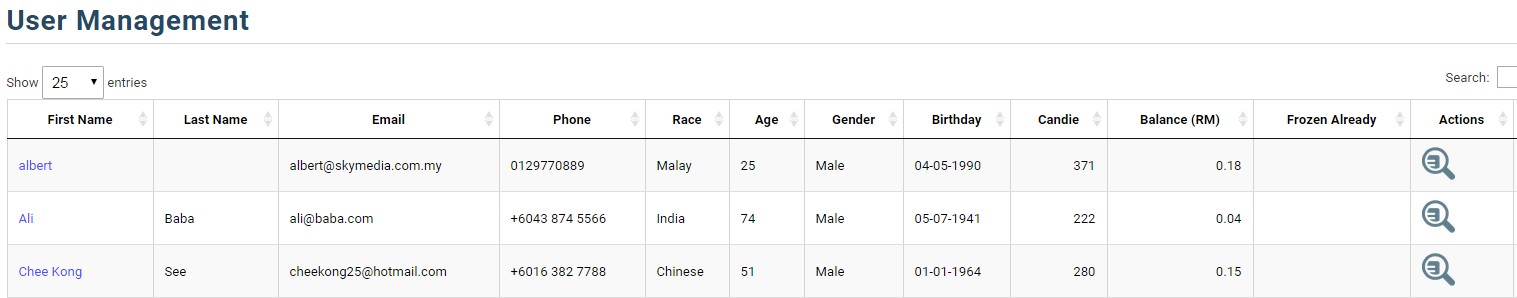 User Management
Show 25 entries
Search:
First Name Last Name Email Phone Race Age Gender Birthday Candie Balance (RM) Frozen Already Actions
albert albert@skymedia.com.my 0129770889 Malay 25 Male 04-05-1990 371 0.18
Ali Baba ali@baba.com +6043 874 5566 India 74 Male 05-07-1941 222 0.04
Chee Kong See cheekong25@hotmail.com +6016 382 7788 Chinese 51 Male 01-01-1964 280 0.15